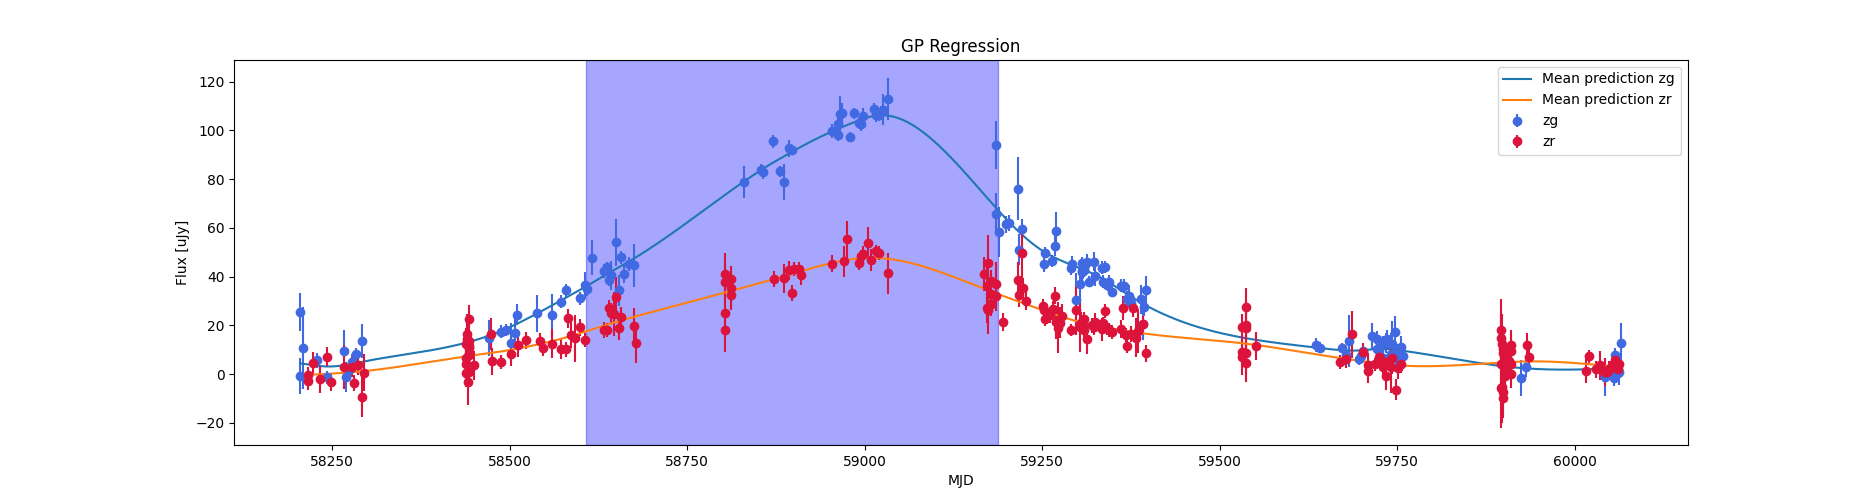 GP Regression
120
100
80
60
40
20
0
−20
Flux [uJy]
58250
58500
58750
59000
59250
59500
59750
60000
MJD
Mean prediction zg
Mean prediction zr
zg
zr